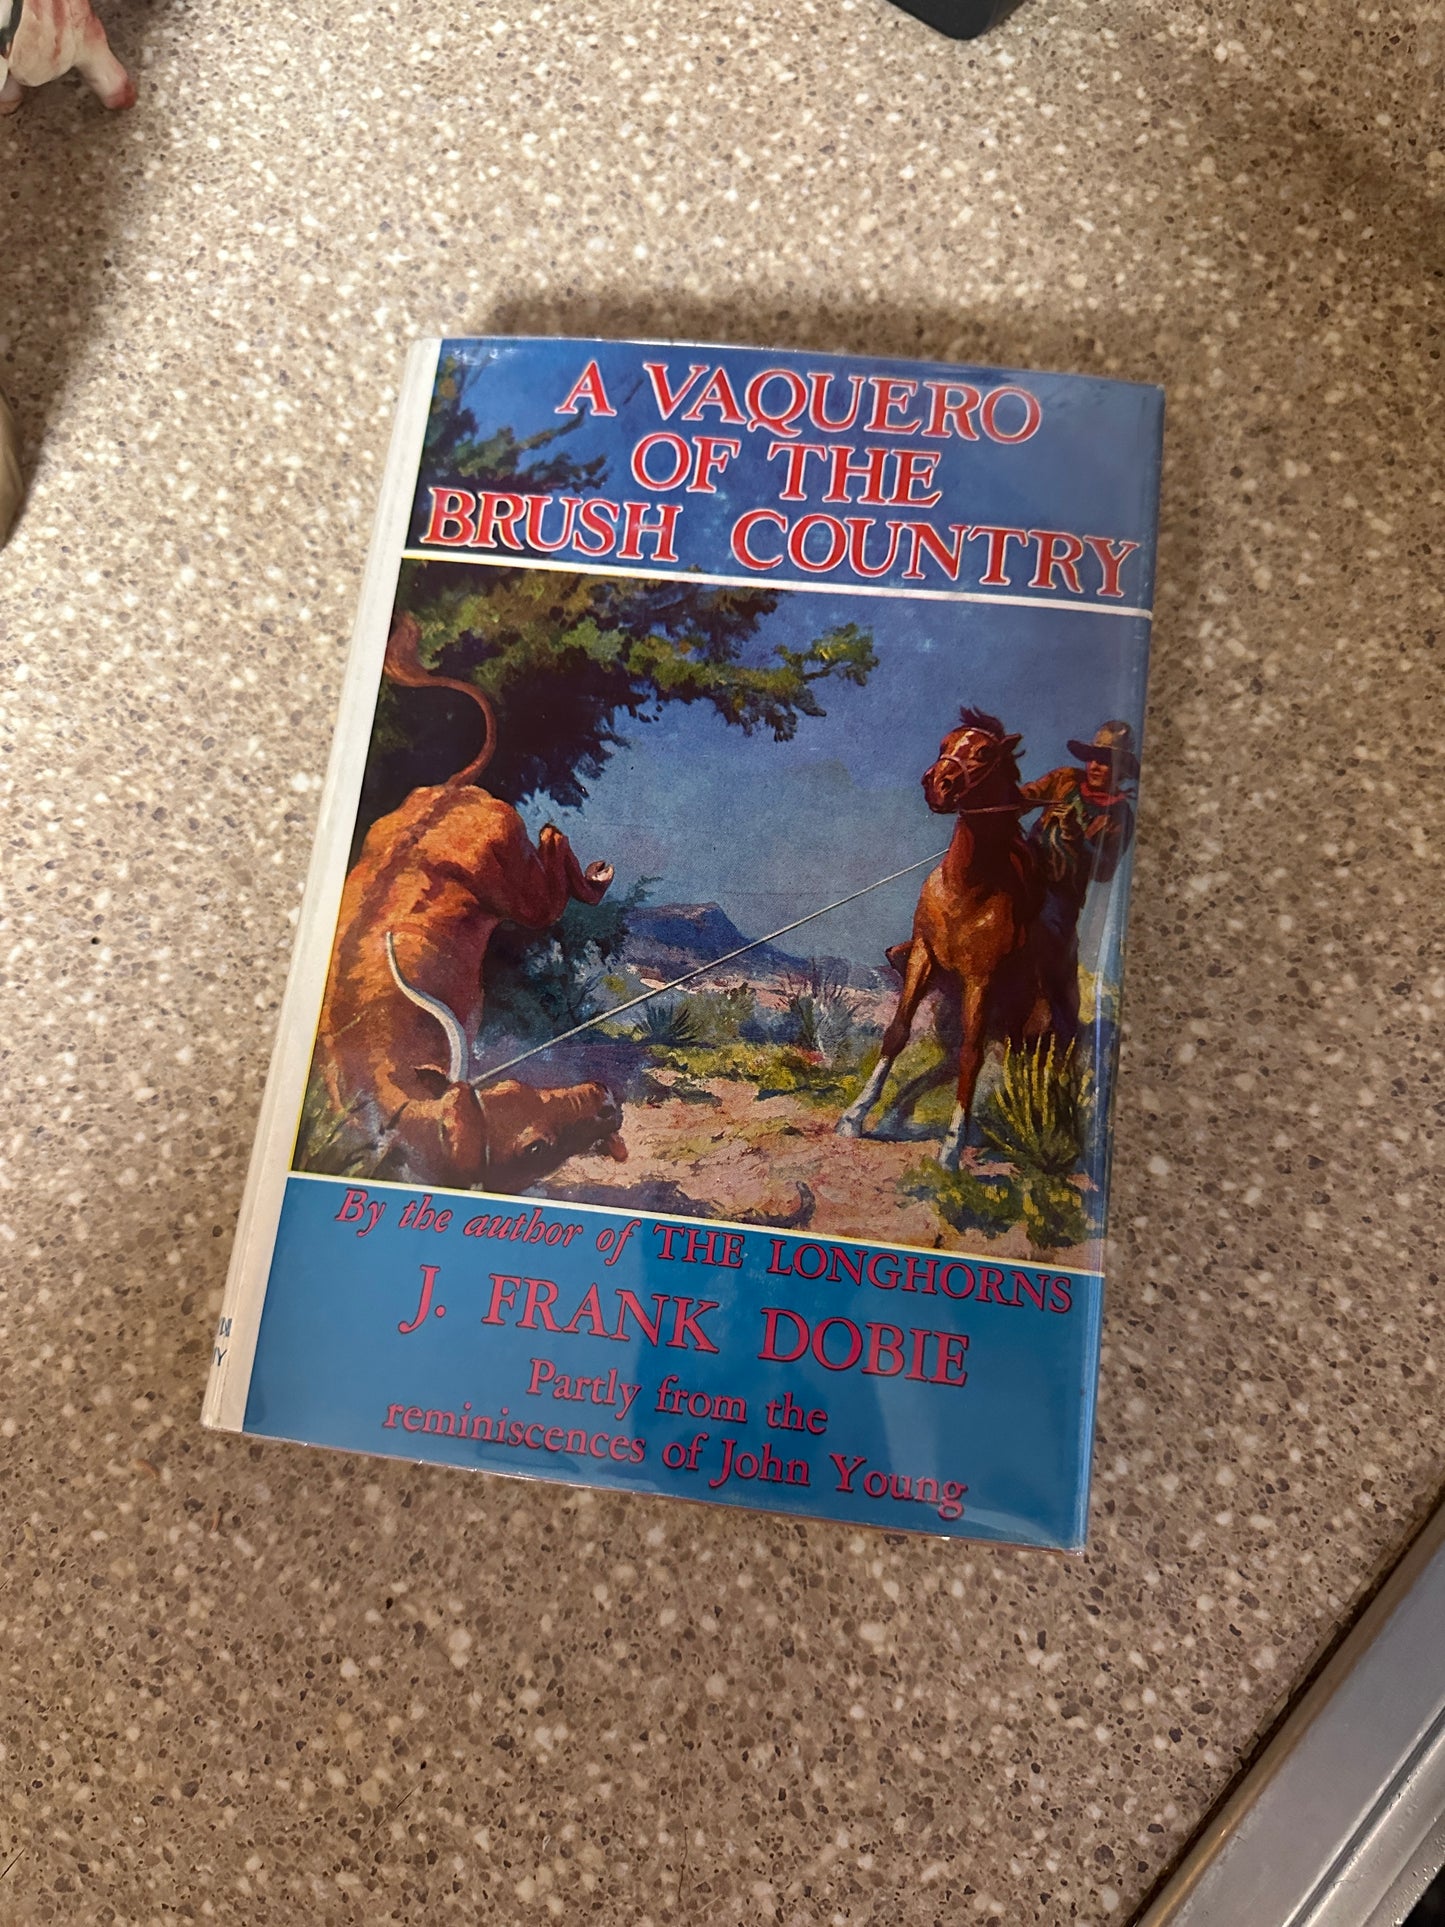 A VAQUERO
OF THE
BRUSH COUNTRY
By the author of THE LONGHORNS
J. FRANK DOBIE
Partly from the
reminiscences of John Young